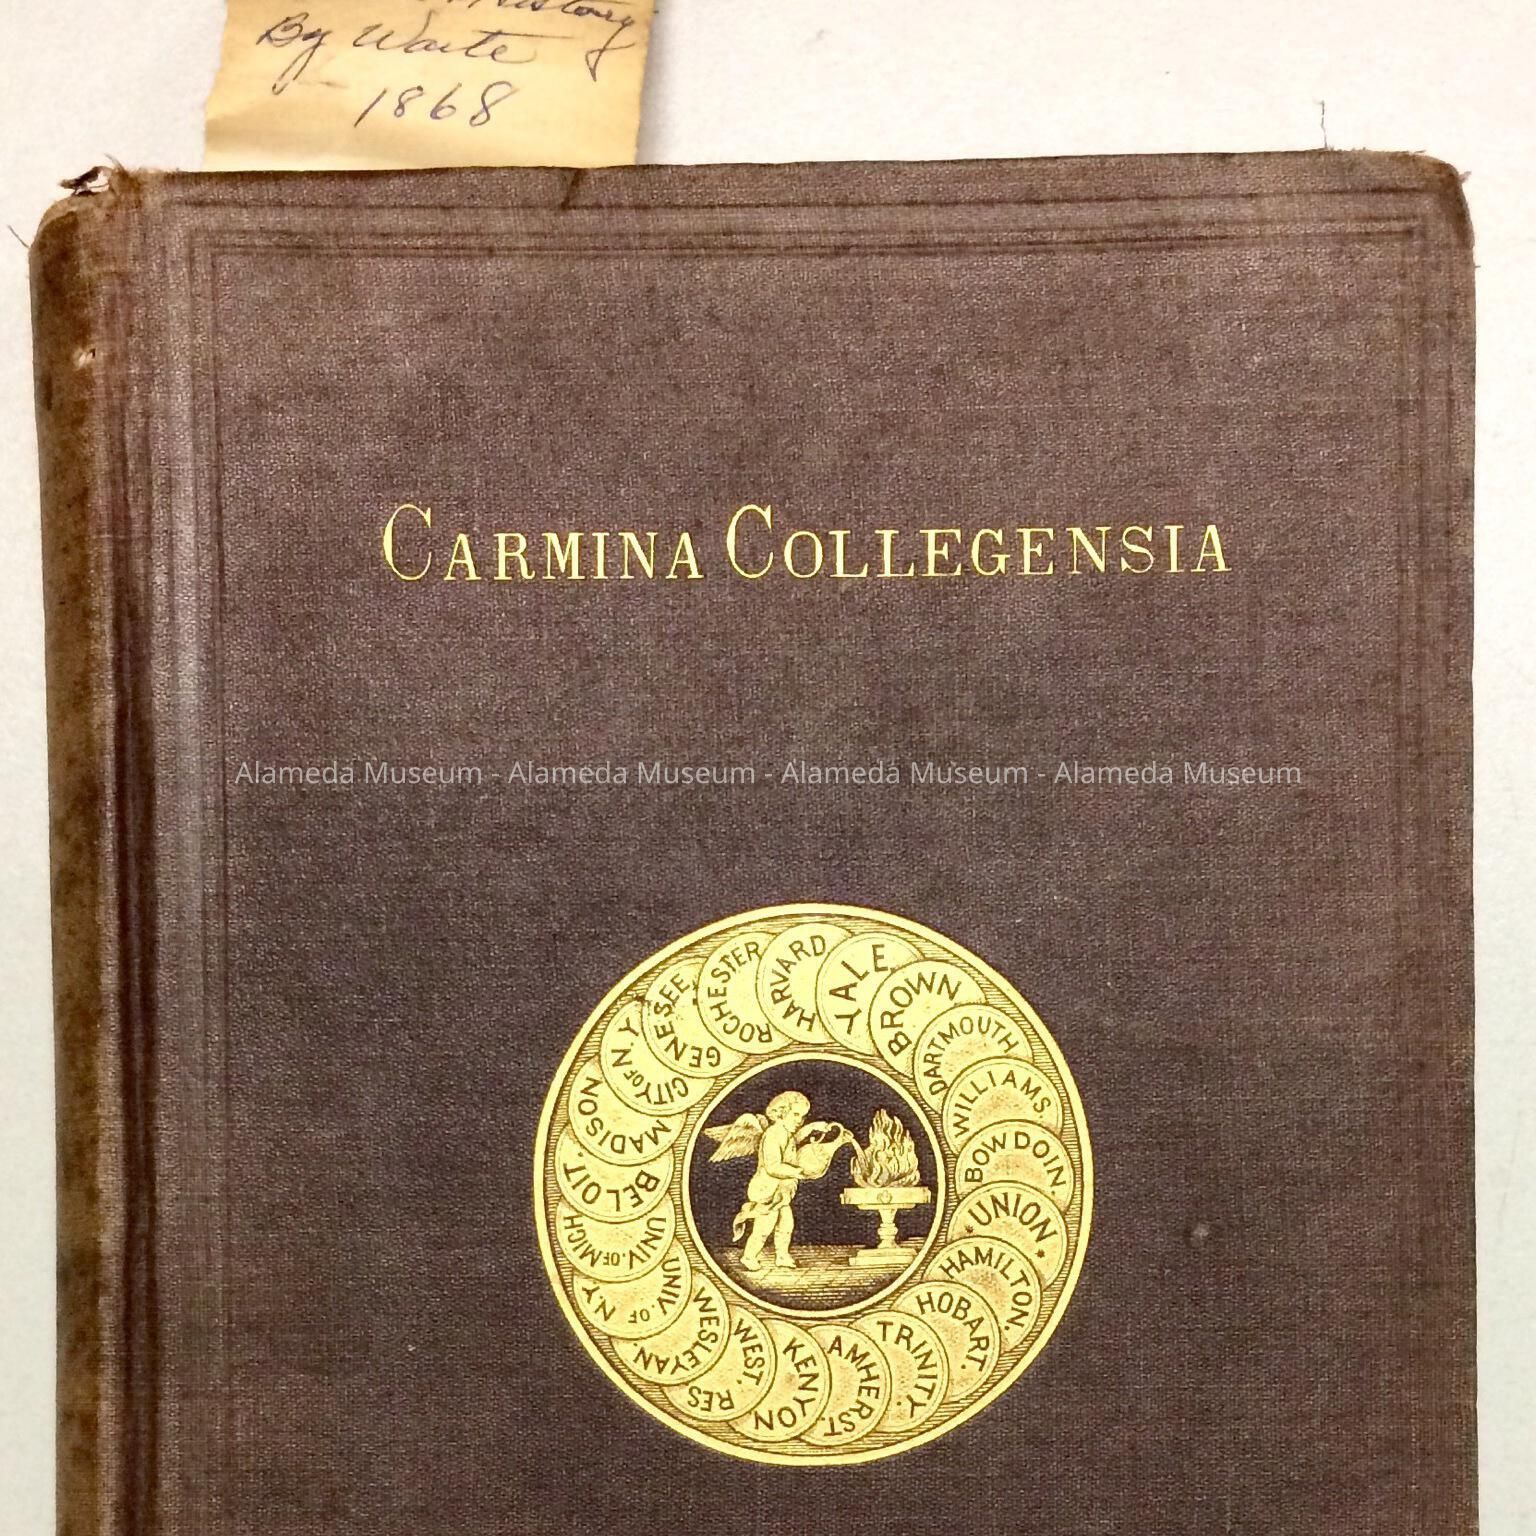 By Waite
1868
CARMINA COLLEGENSIA
Alameda Museum - Alameda Museum - Alameda Museum - Alameda Museum
HARVARD
YALE
BROWN
DARTMOUTH
WILLIAMS.
BOWDOIN.
*UNION*
HAMILTON.
HOBART.
TRINITY.
AMHERST.
KENYON
WEST. RES
WESLEYAN.
UNIV. OF N.Y
UNIV. OF MICH
BELOIT.
MADISON
CITY OF N.Y.
GENESEE.
ROCHESTER